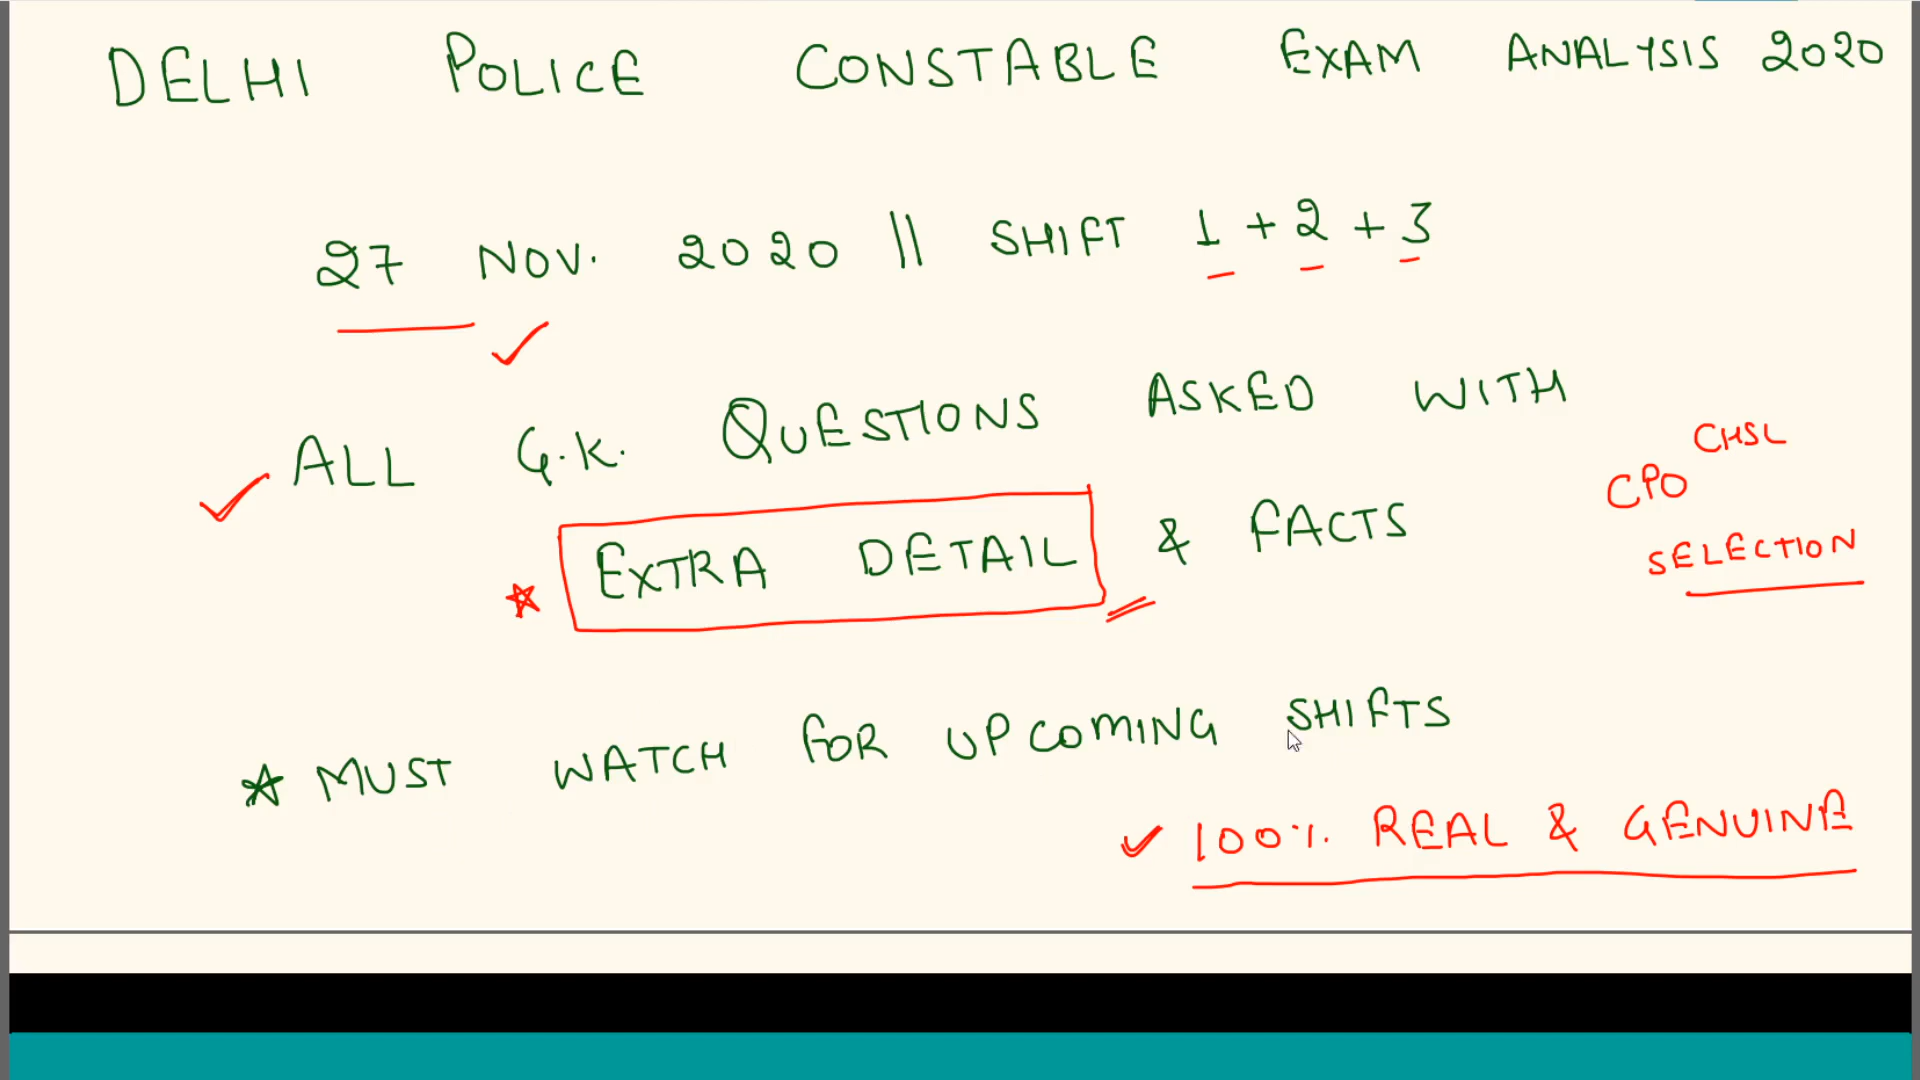 DELHI POLICE CONSTABLE EXAM ANALYSIS 2020
27 NOV. 2020 || SHIFT 1 + 2 + 3
ALL G.K. QUESTIONS ASKED WITH
EXTRA DETAIL & FACTS
CHSL
CPO
SELECTION
* MUST WATCH FOR UPCOMING SHIFTS
100% REAL & GENUINE